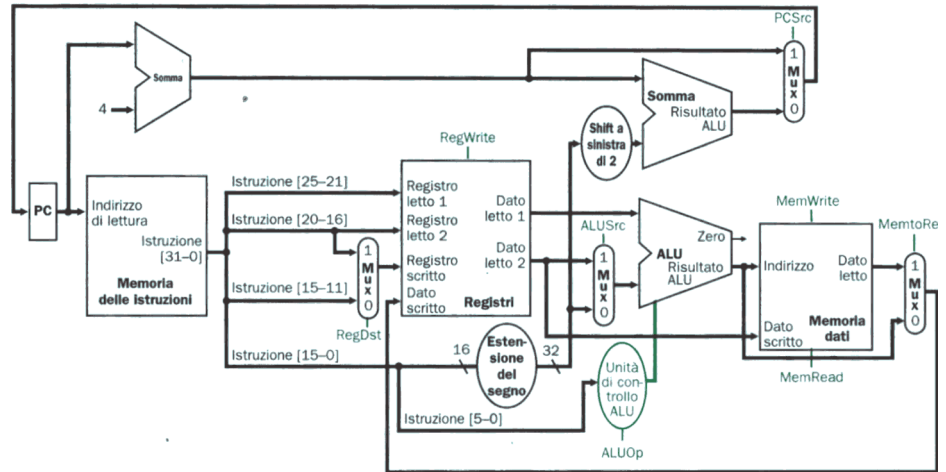 PCSrc
Somma
4
1
Mux
0
Somma
Risultato
ALU
Shift a
sinistra
di 2
RegWrite
PC
Indirizzo
di lettura
Istruzione
[31–0]
Memoria
delle istruzioni
Istruzione [25–21]
Istruzione [20–16]
Istruzione [15–11]
Istruzione [15–0]
Istruzione [5–0]
1
Mux
0
RegDst
Registro
letto 1
Registro
letto 2
Registro
scritto
Dato
scritto
Dato
letto 1
Dato
letto 2
Registri
16
Esten-
sione
del
segno
32
ALUSrc
1
Mux
0
Zero
ALU
Risultato
ALU
Unità
di con-
trollo
ALU
ALUOp
MemWrite
Indirizzo
Dato
letto
Dato
scritto
Memoria
dati
MemRead
MemtoRe
1
Mux
0